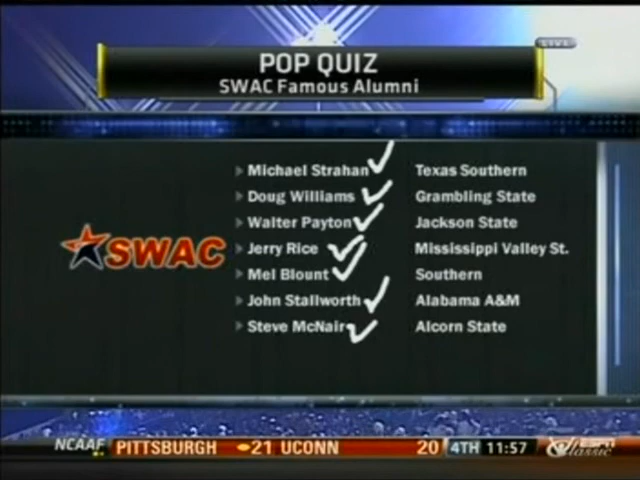 LIVE
POP QUIZ
SWAC Famous Alumni
Michael Strahan Texas Southern
Doug Williams Grambling State
Walter Payton Jackson State
Jerry Rice Mississippi Valley St.
Mel Blount Southern
John Stallworth Alabama A&M
Steve McNair Alcorn State
SWAC
NCAAF PITTSBURGH 21 UCONN 20 4TH 11:57 ESPN
Classic